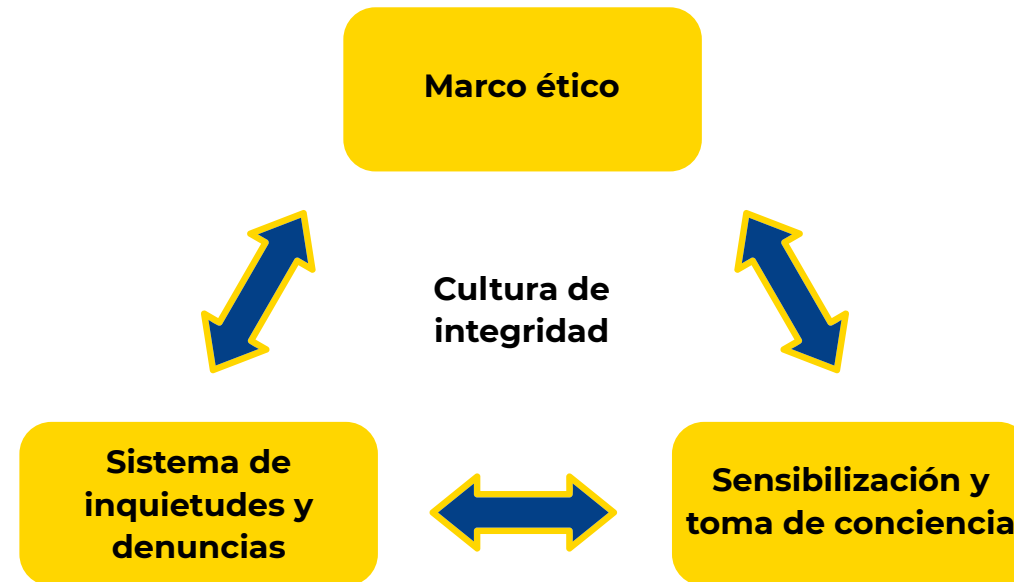 Marco ético
Cultura de
integridad
Sistema de
inquietudes y
denuncias
Sensibilización y
toma de conciencia